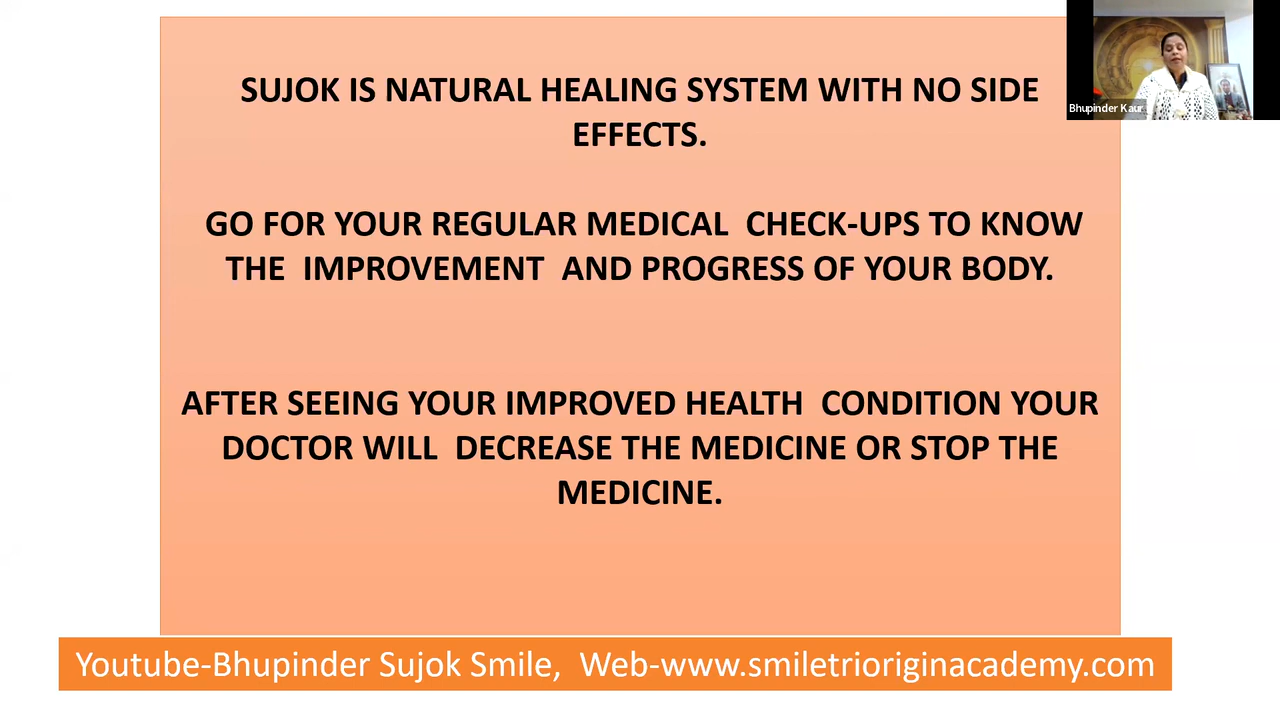 SUJOK IS NATURAL HEALING SYSTEM WITH NO SIDE
EFFECTS.
GO FOR YOUR REGULAR MEDICAL CHECK-UPS TO KNOW
THE IMPROVEMENT AND PROGRESS OF YOUR BODY.
AFTER SEEING YOUR IMPROVED HEALTH CONDITION YOUR
DOCTOR WILL DECREASE THE MEDICINE OR STOP THE
MEDICINE.
Bhupinder Kaur
Youtube-Bhupinder Sujok Smile, Web-www.smiletrioriginacademy.com